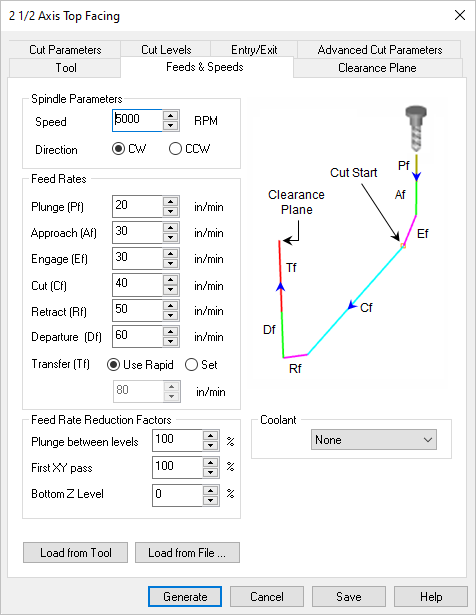 2 1/2 Axis Top Facing
Cut Parameters Cut Levels Entry/Exit Advanced Cut Parameters
Tool Feeds & Speeds Clearance Plane
Spindle Parameters
Speed 5000 RPM
Direction CW CCW
Feed Rates
Plunge (Pf) 20 in/min
Approach (Af) 30 in/min
Engage (Ef) 30 in/min
Cut (Cf) 40 in/min
Retract (Rf) 50 in/min
Departure (Df) 60 in/min
Transfer (Tf) Use Rapid Set
80 in/min
Pf
Cut Start
Af
Clearance
Plane
Ef
Tf
Cf
Df
Rf
Feed Rate Reduction Factors
Plunge between levels 100 %
First XY pass 100 %
Bottom Z Level 0 %
Coolant
None
Load from Tool Load from File ...
Generate Cancel Save Help